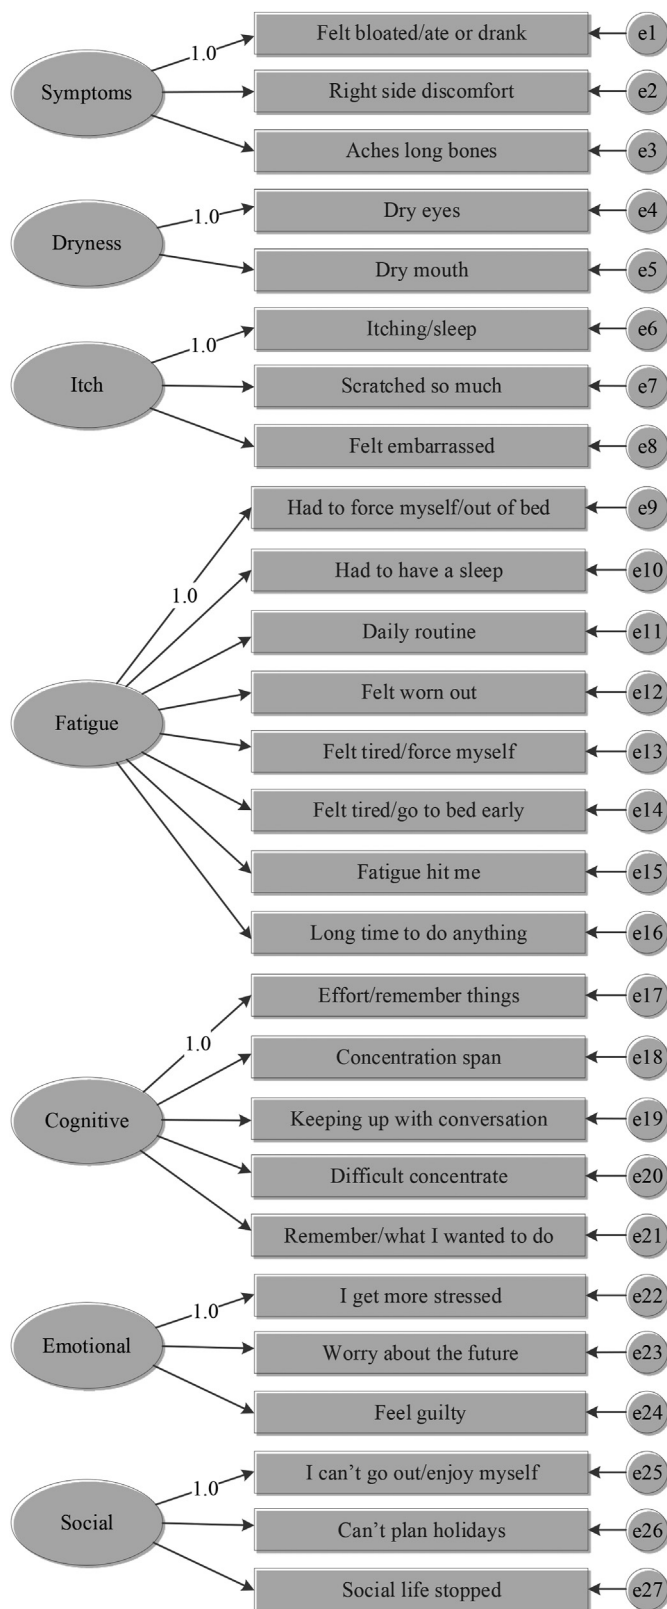 Felt bloated/ate or drank
e1
1.0
Symptoms
Right side discomfort
e2
Aches long bones
e3
Dry eyes
e4
1.0
Dryness
Dry mouth
e5
Itching/sleep
e6
1.0
Itch
Scratched so much
e7
Felt embarrassed
e8
Had to force myself/out of bed
e9
Had to have a sleep
e10
1.0
Daily routine
e11
Felt worn out
e12
Fatigue
Felt tired/force myself
e13
Felt tired/go to bed early
e14
Fatigue hit me
e15
Long time to do anything
e16
Effort/remember things
e17
1.0
Concentration span
e18
Cognitive
Keeping up with conversation
e19
Difficult concentrate
e20
Remember/what I wanted to do
e21
I get more stressed
e22
1.0
Emotional
Worry about the future
e23
Feel guilty
e24
I can’t go out/enjoy myself
e25
1.0
Social
Can’t plan holidays
e26
Social life stopped
e27